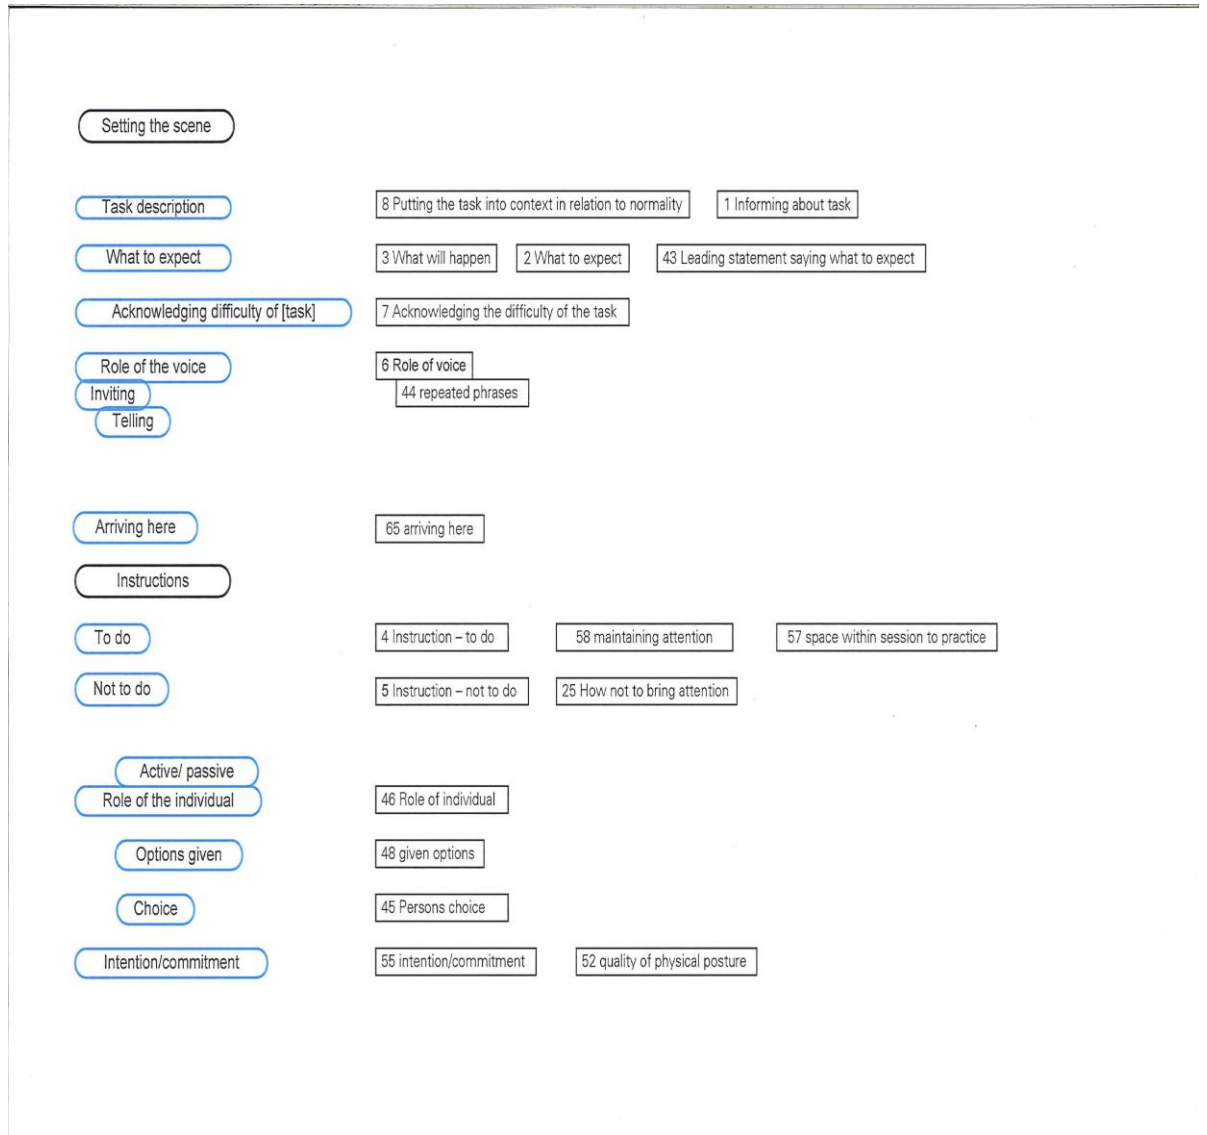 Setting the scene
Task description 8 Putting the task into context in relation to normality 1 Informing about task
What to expect 3 What will happen 2 What to expect 43 Leading statement saying what to expect
Acknowledging difficulty of [task] 7 Acknowledging the difficulty of the task
Role of the voice 6 Role of voice
Inviting 44 repeated phrases
Telling
Arriving here 65 arriving here
Instructions
To do 4 Instruction – to do 58 maintaining attention 57 space within session to practice
Not to do 5 Instruction – not to do 25 How not to bring attention
Active/ passive
Role of the individual 46 Role of individual
Options given 48 given options
Choice 45 Persons choice
Intention/commitment 55 intention/commitment 52 quality of physical posture